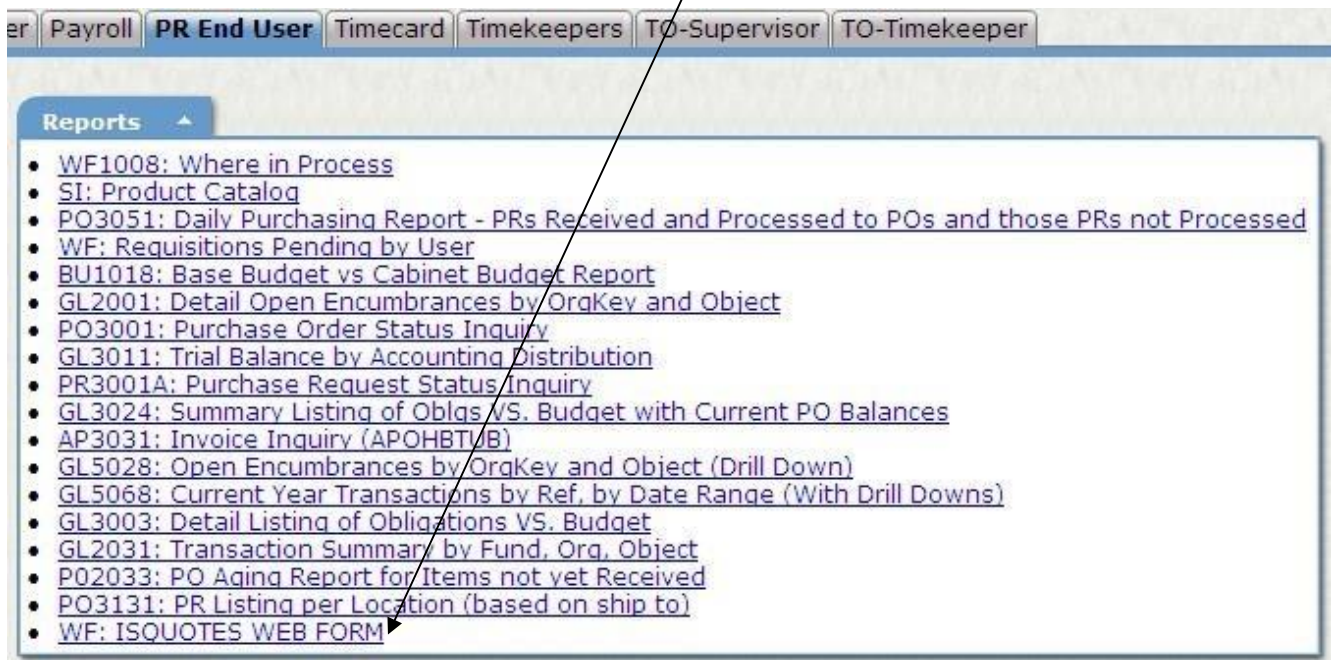 er Payroll PR End User Timecard Timekeepers TO-Supervisor TO-Timekeeper
Reports
WF1008: Where in Process
SI: Product Catalog
PO3051: Daily Purchasing Report - PRs Received and Processed to POs and those PRs not Processed
WF: Requisitions Pending by User
BU1018: Base Budget vs Cabinet Budget Report
GL2001: Detail Open Encumbrances by OrgKey and Object
PO3001: Purchase Order Status Inquiry
GL3011: Trial Balance by Accounting Distribution
PR3001A: Purchase Request Status Inquiry
GL3024: Summary Listing of Oblgs VS. Budget with Current PO Balances
AP3031: Invoice Inquiry (APOHBTUB)
GL5028: Open Encumbrances by OrgKey and Object (Drill Down)
GL5068: Current Year Transactions by Ref, by Date Range (With Drill Downs)
GL3003: Detail Listing of Obligations VS. Budget
GL2031: Transaction Summary by Fund, Org, Object
P02033: PO Aging Report for Items not yet Received
PO3131: PR Listing per Location (based on ship to)
WF: ISQUOTES WEB FORM